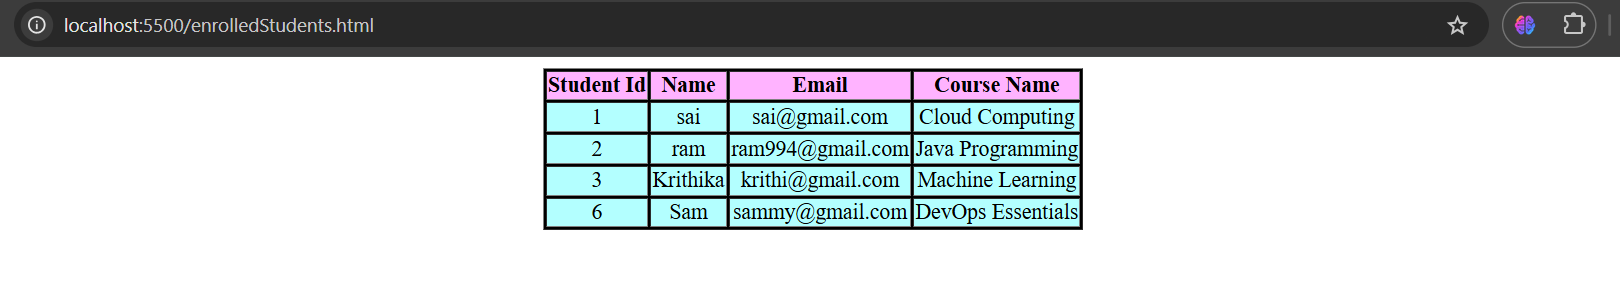 localhost:5500/enrolledStudents.html
Student Id Name Email Course Name
1 sai sai@gmail.com Cloud Computing
2 ram ram994@gmail.com Java Programming
3 Krithika krithi@gmail.com Machine Learning
6 Sam sammy@gmail.com DevOps Essentials